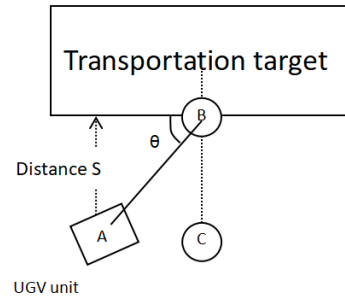 Transportation target
B
θ
Distance S
A
C
UGV unit